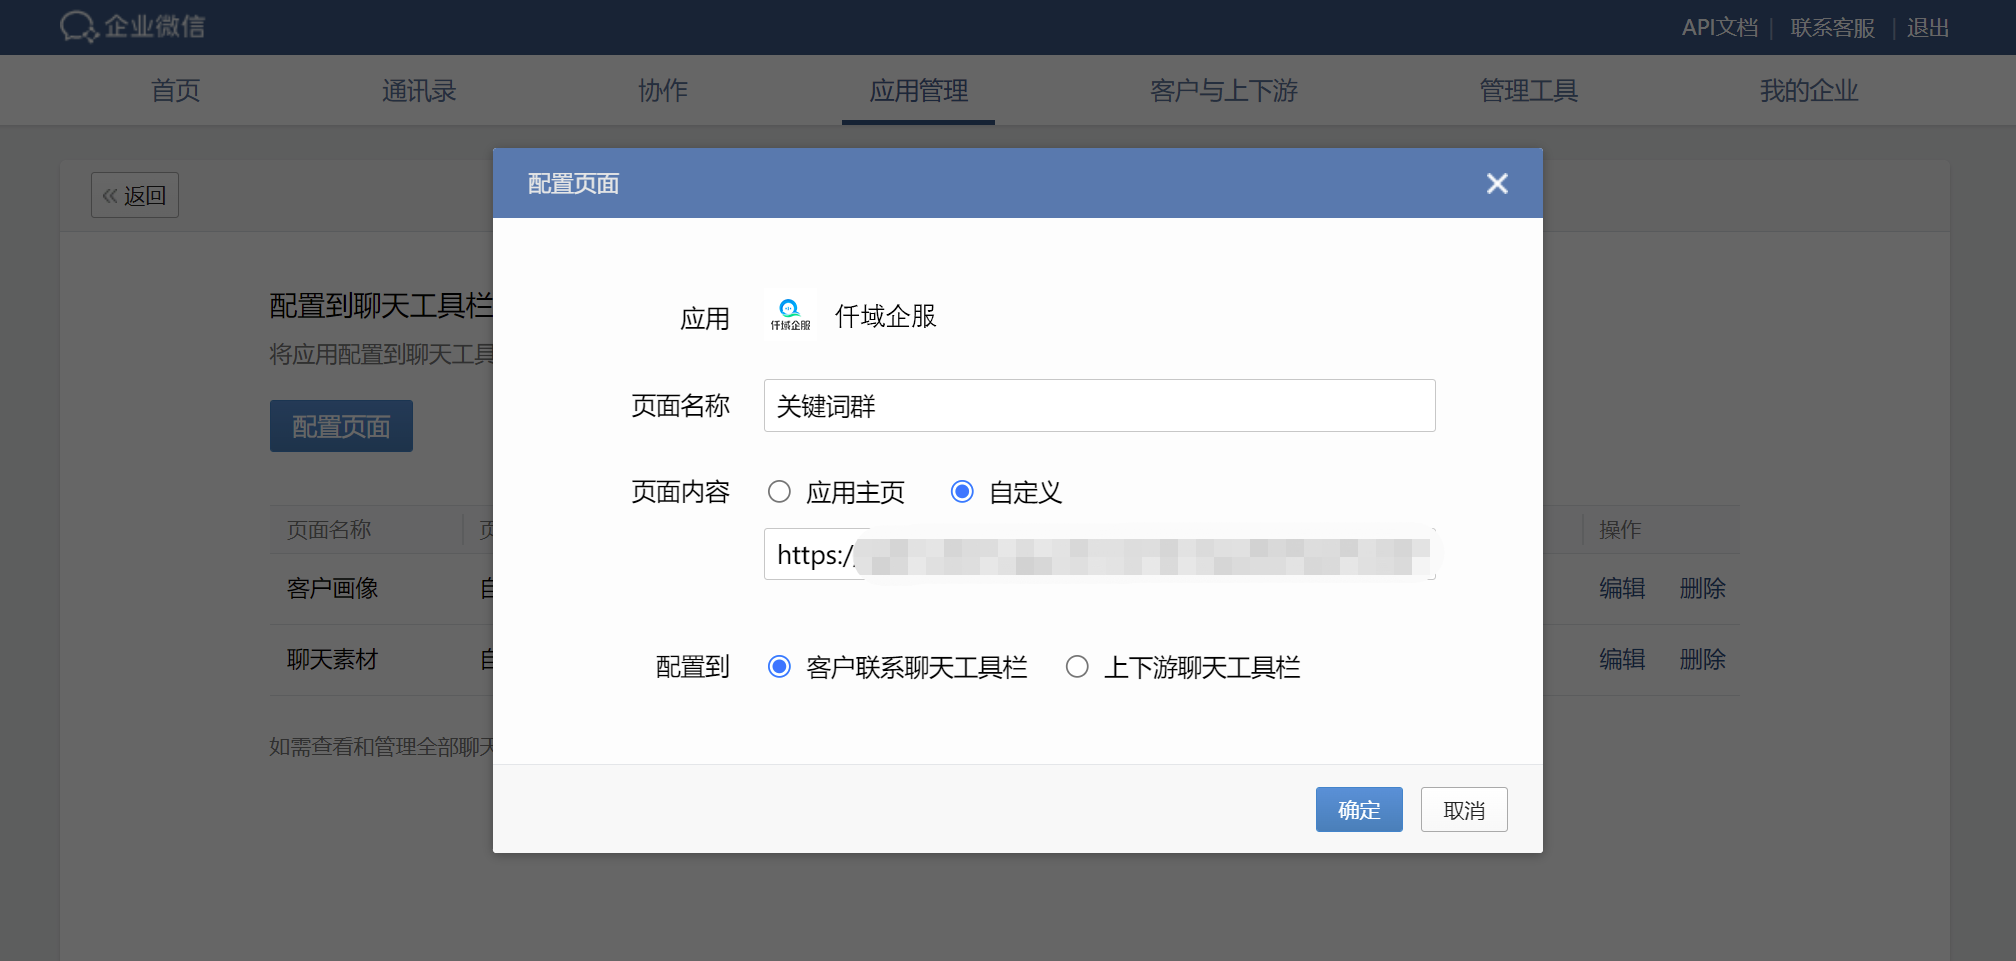 企业微信
API文档 | 联系客服 | 退出
首页 通讯录 协作 应用管理 客户与上下游 管理工具 我的企业
返回
配置到聊天工具栏
将应用配置到聊天工具
配置页面
页面名称 页 操作
客户画像 自 编辑 删除
聊天素材 自 编辑 删除
如需查看和管理全部聊天
配置页面
应用 仟域企服 仟域企服
页面名称 关键词群
页面内容 应用主页 自定义
https:/
配置到 客户联系聊天工具栏 上下游聊天工具栏
确定 取消